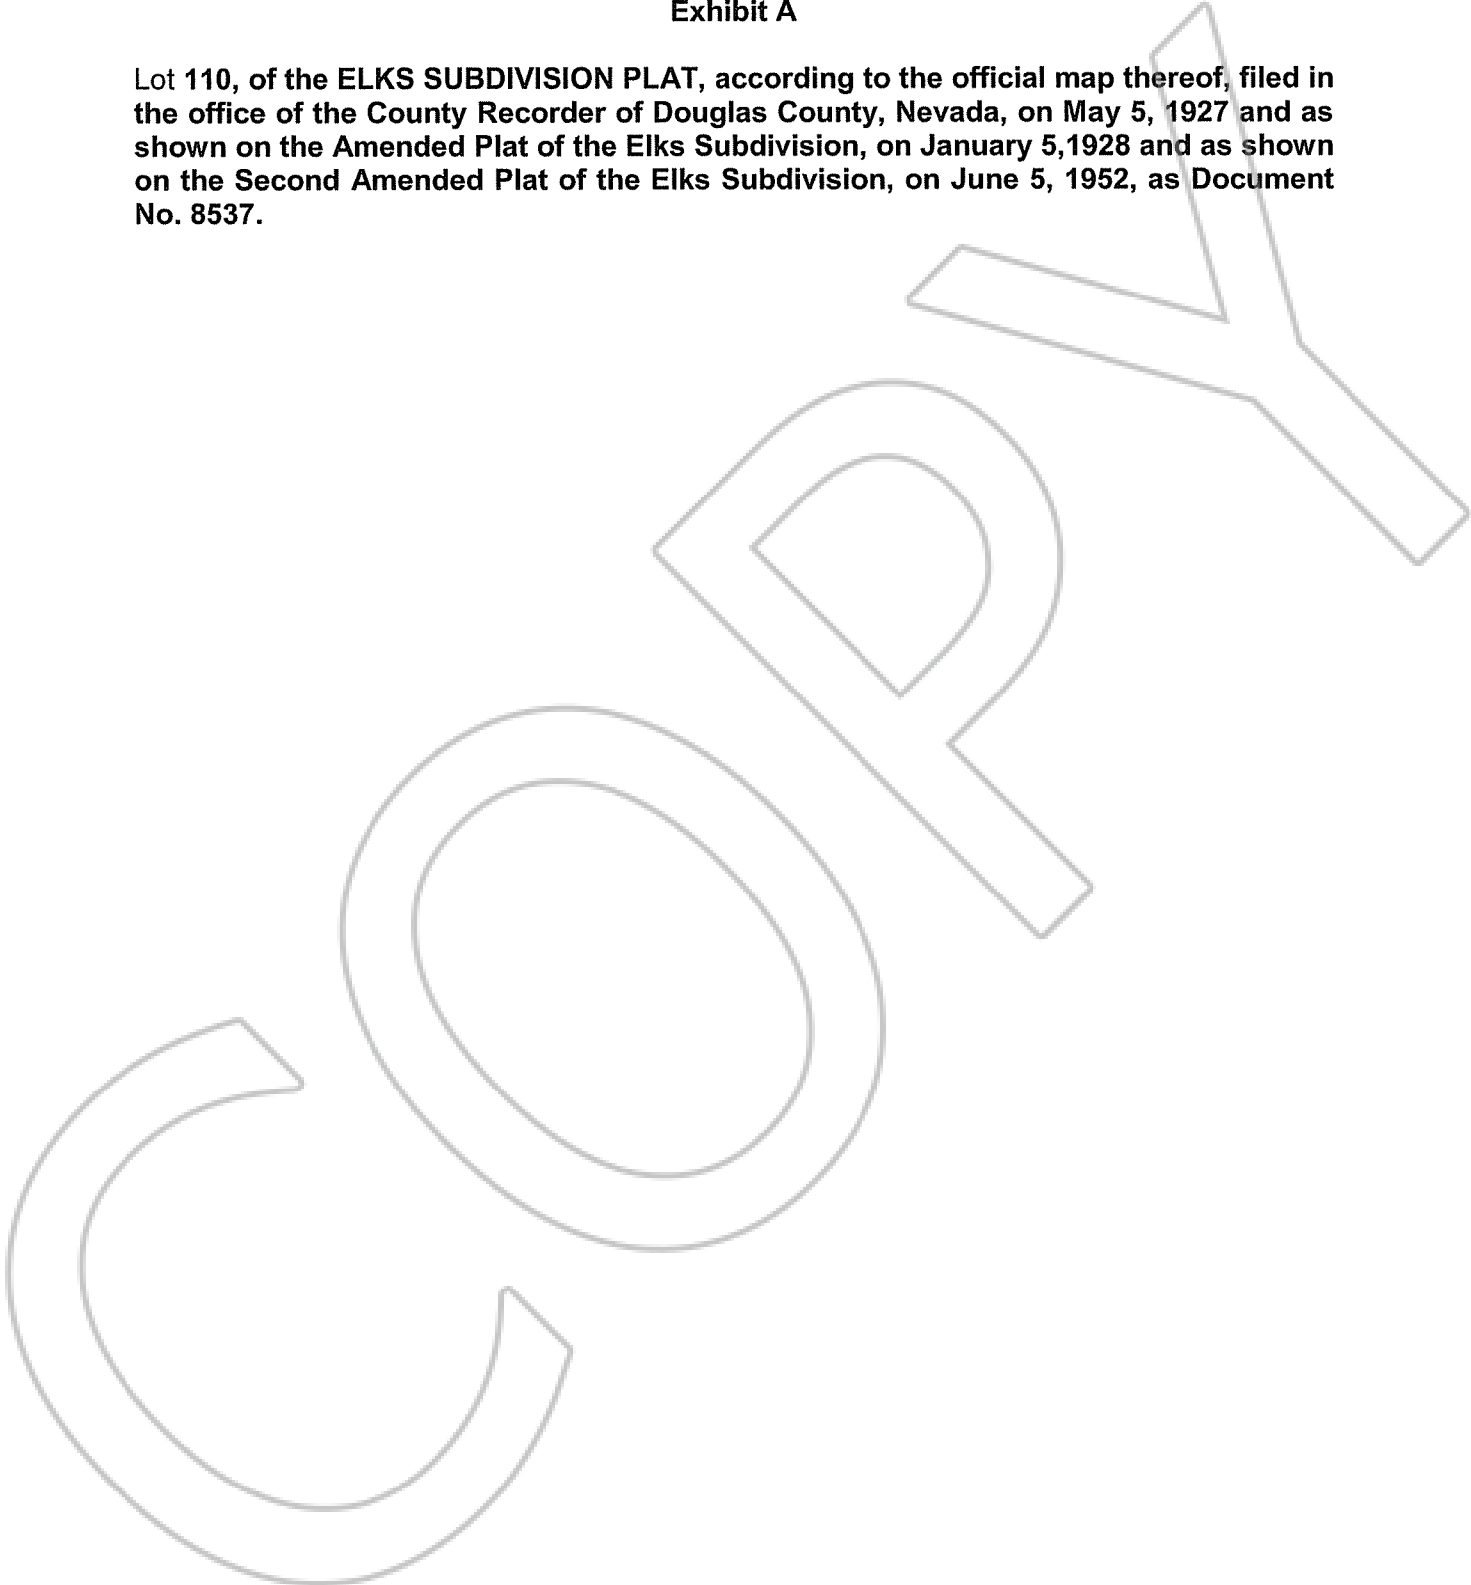 Exhibit A
Lot 110, of the ELKS SUBDIVISION PLAT, according to the official map thereof, filed in
the office of the County Recorder of Douglas County, Nevada, on May 5, 1927 and as
shown on the Amended Plat of the Elks Subdivision, on January 5,1928 and as shown
on the Second Amended Plat of the Elks Subdivision, on June 5, 1952, as Document
No. 8537.
COPY